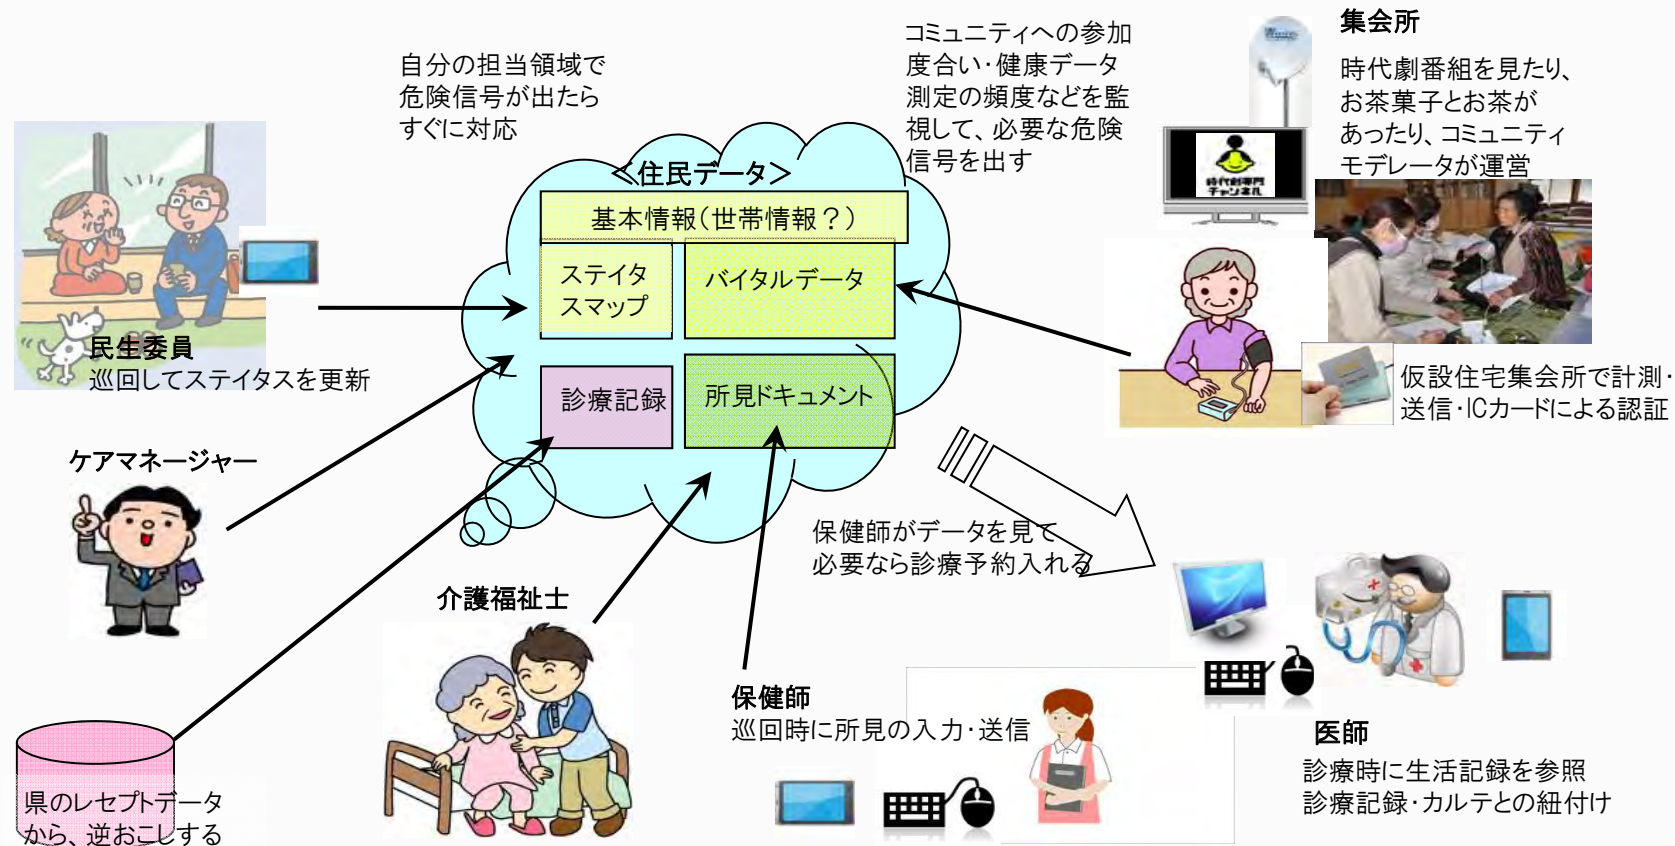 自分の担当領域で
危険信号が出たら
すぐに対応
コミュニティへの参加
度合い・健康データ
測定の頻度などを監
視して、必要な危険
信号を出す
集会所
時代劇番組を見たり、
お茶菓子とお茶が
あったり、コミュニティ
モデレータが運営
時代劇専門
チャンネル
＜住民データ＞
基本情報（世帯情報？）
ステイタ
スマップ
バイタルデータ
診療記録
所見ドキュメント
民生委員
巡回してステイタスを更新
仮設住宅集会所で計測・
送信・ICカードによる認証
ケアマネージャー
保健師がデータを見て
必要なら診療予約入れる
介護福祉士
保健師
巡回時に所見の入力・送信
医師
診療時に生活記録を参照
診療記録・カルテとの紐付け
県のレセプトデータ
から、逆おこしする